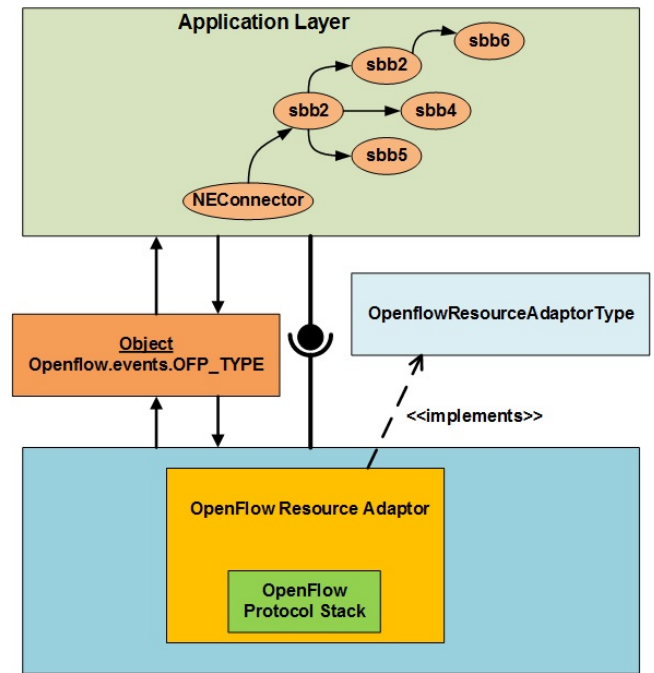 Application Layer
sbb6
sbb2
sbb2
sbb4
sbb5
NEConnector
Object
Openflow.events.OFP_TYPE
OpenflowResourceAdaptorType
<<implements>>
OpenFlow Resource Adaptor
OpenFlow
Protocol Stack